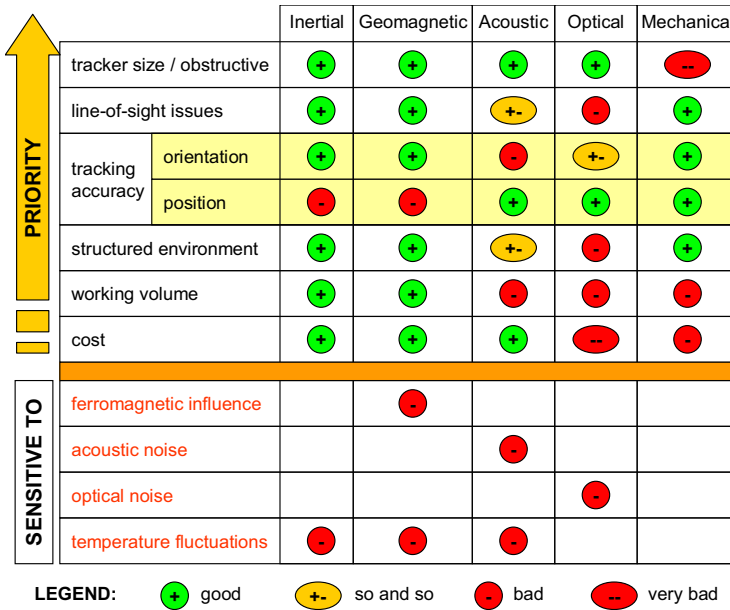 Inertial Geomagnetic Acoustic Optical Mechanical
PRIORITY
tracker size / obstructive + + + + --
line-of-sight issues + + +- - +
tracking accuracy
orientation + + - +- +
position - - + + +
structured environment + + +- - +
working volume + + - - -
cost + + + -- -
SENSITIVE TO
ferromagnetic influence -
acoustic noise -
optical noise -
temperature fluctuations - - -
LEGEND: + good +- so and so - bad -- very bad